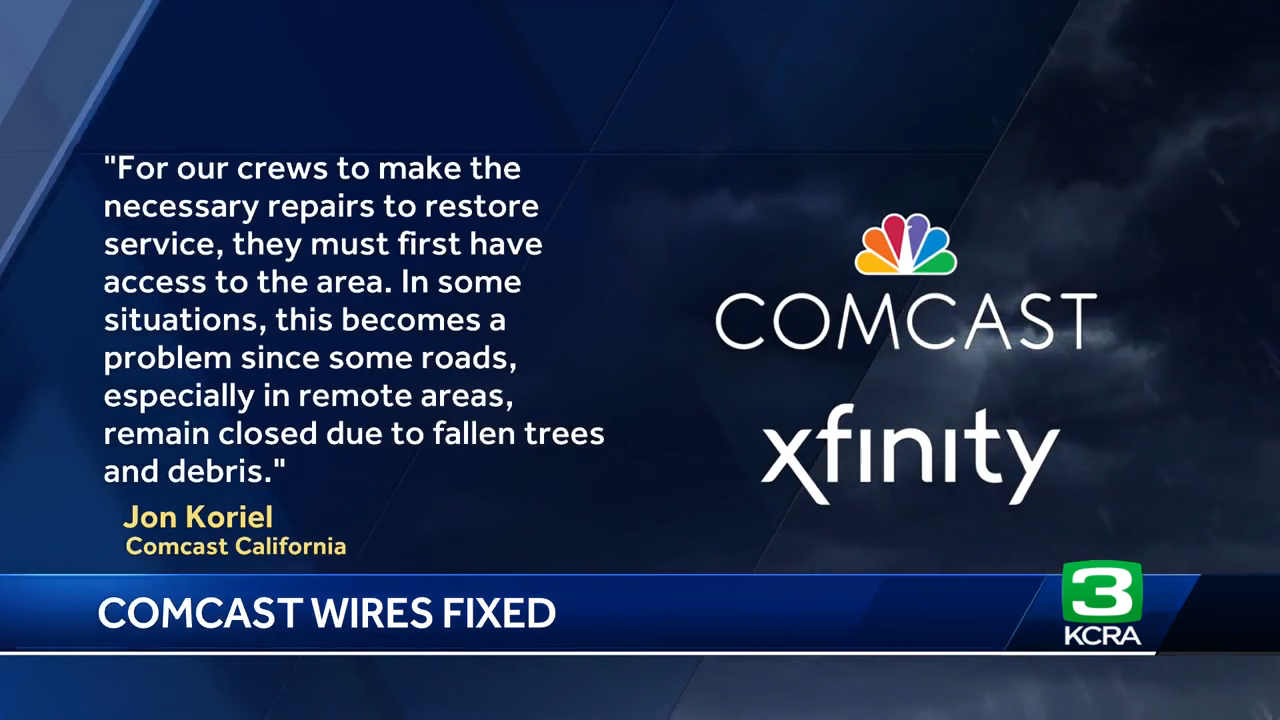 "For our crews to make the
necessary repairs to restore
service, they must first have
access to the area. In some
situations, this becomes a
problem since some roads,
especially in remote areas,
remain closed due to fallen trees
and debris."
Jon Koriel
Comcast California
COMCAST
xfinity
COMCAST WIRES FIXED
3
KCRA